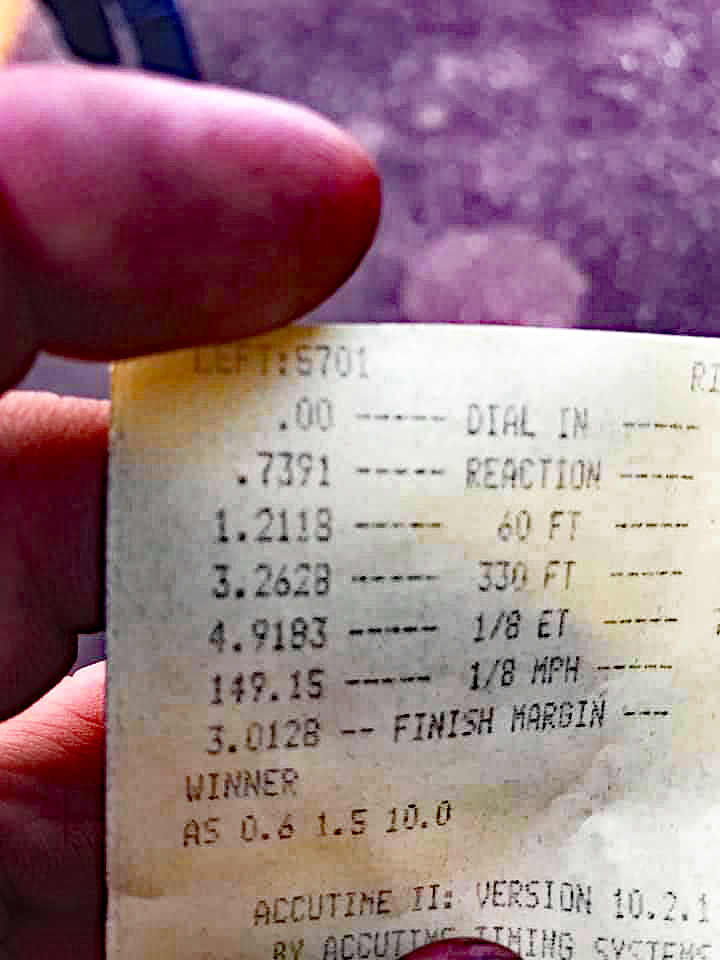 LEFT:5701 RI
.00 ----- DIAL IN -----
.7391 ----- REACTION -----
1.2118 ----- 60 FT -----
3.2628 ----- 330 FT -----
4.9183 ----- 1/8 ET -----
149.15 ----- 1/8 MPH -----
3.0128 -- FINISH MARGIN ---
WINNER
AS 0.6 1.5 10.0
ACCUTIME II: VERSION 10.2.1
BY ACCUTIME TIMING SYSTEMS